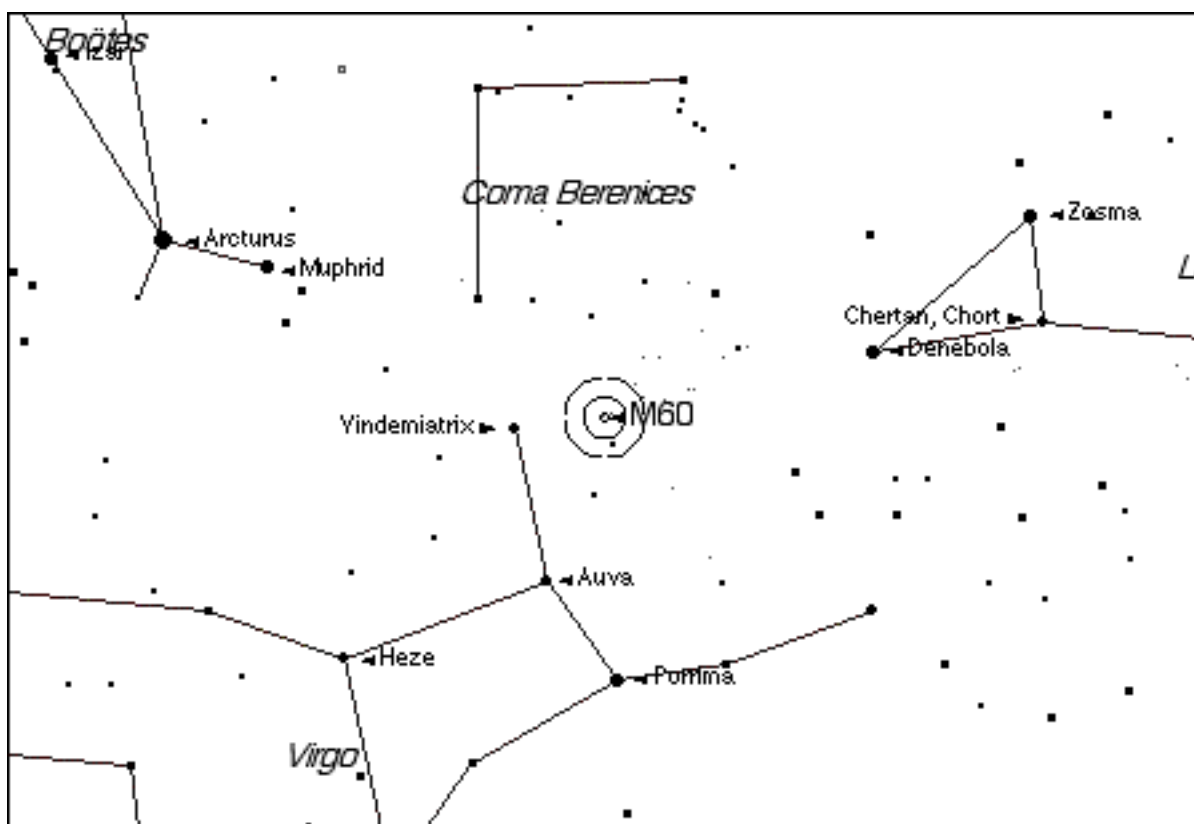 Boötes
Izar
Coma Berenices
Arcturus
Zosma
Muphrid
L
Chertan, Chort
Denebola
M60
Vindemiatrix
Auva
Heze
Porrima
Virgo